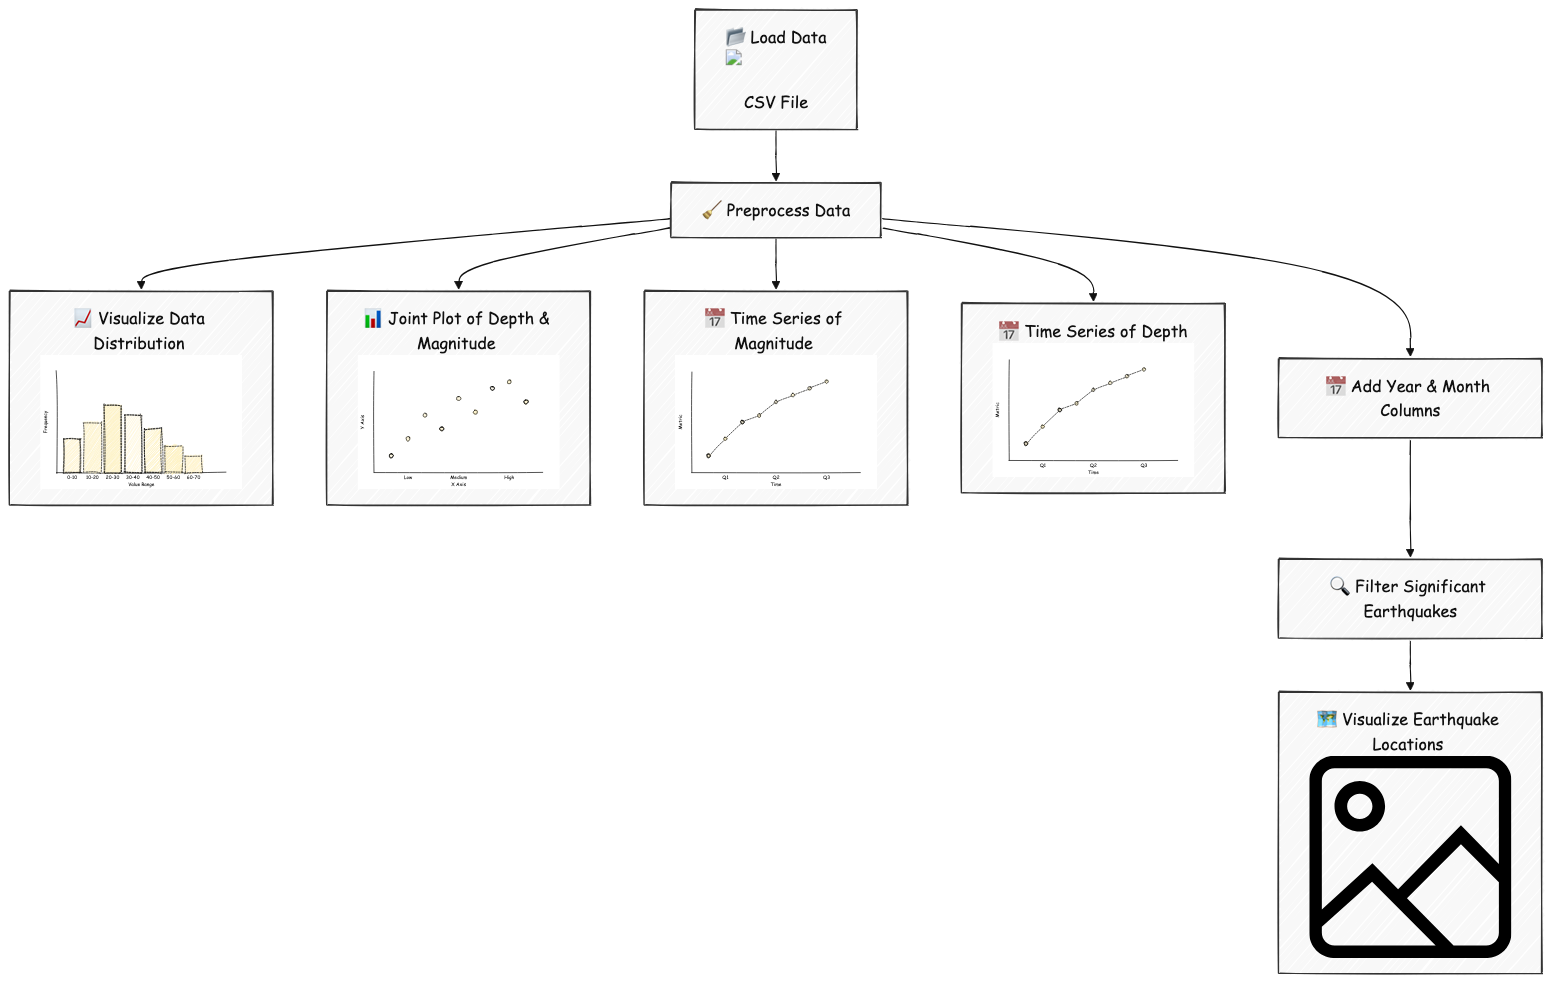 Load Data
CSV File
Preprocess Data
Visualize Data
Distribution
Frequency
0-10 10-20 20-30 30-40 40-50 50-60 60-70
Value Range
Joint Plot of Depth &
Magnitude
Y Axis
Low Medium High
X Axis
17 Time Series of
Magnitude
Metric
Q1 Q2 Q3
Time
17 Time Series of Depth
Metric
Q1 Q2 Q3
Time
17 Add Year & Month
Columns
Filter Significant
Earthquakes
Visualize Earthquake
Locations